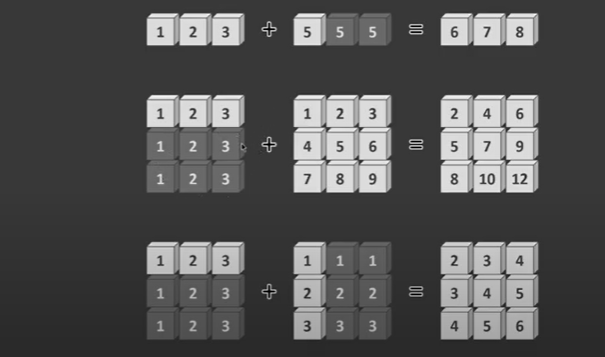 1 2 3 + 5 5 5 = 6 7 8
1 2 3 1 2 3 2 4 6
1 2 3 + 4 5 6 = 5 7 9
1 2 3 7 8 9 8 10 12
1 2 3 1 1 1 2 3 4
1 2 3 + 2 2 2 = 3 4 5
1 2 3 3 3 3 4 5 6